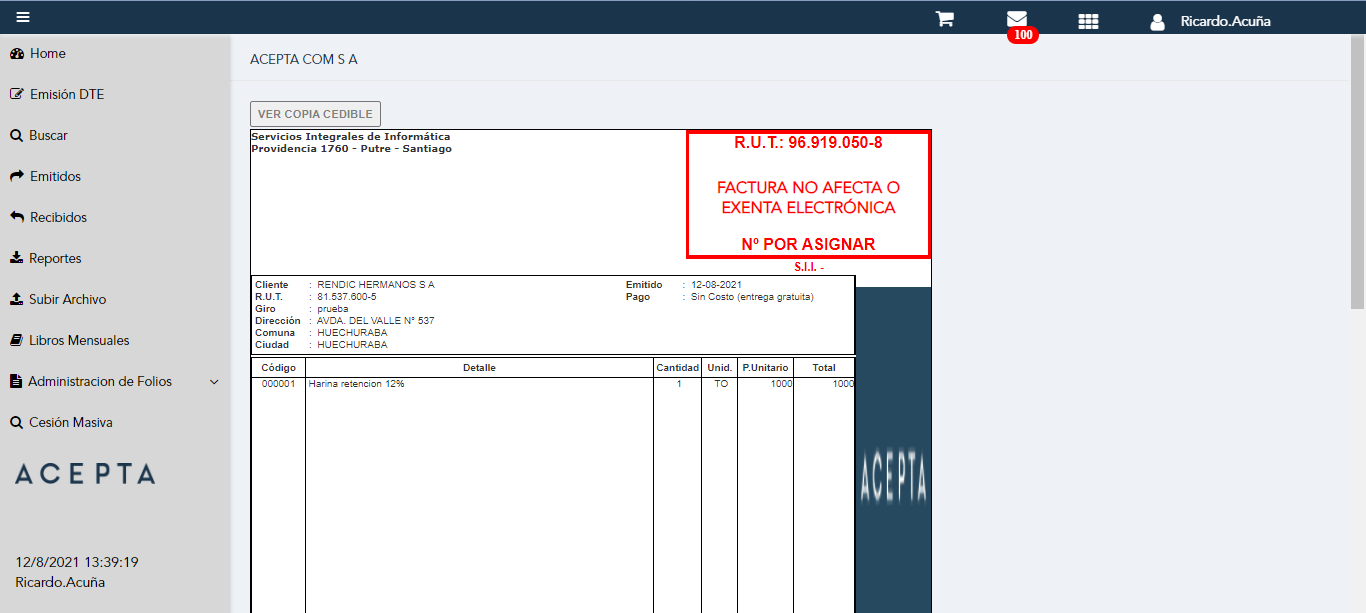 100
Ricardo.Acuña
Home
Emisión DTE
Buscar
Emitidos
Recibidos
Reportes
Subir Archivo
Libros Mensuales
Administracion de Folios
Cesión Masiva
ACEPTA
12/8/2021 13:39:19
Ricardo.Acuña
ACEPTA COM S A
VER COPIA CEDIBLE
Servicios Integrales de Informática
Providencia 1760 - Putre - Santiago
R.U.T.: 96.919.050-8
FACTURA NO AFECTA O
EXENTA ELECTRÓNICA
Nº POR ASIGNAR
S.I.I. -
Cliente : RENDIC HERMANOS S A Emitido : 12-08-2021
R.U.T. : 81.537.600-5 Pago : Sin Costo (entrega gratuita)
Giro : prueba
Dirección : AVDA. DEL VALLE N° 537
Comuna : HUECHURABA
Ciudad : HUECHURABA
Código Detalle Cantidad Unid. P.Unitario Total
000001 Harina retencion 12% 1 TO 1000 1000
ACEPTA